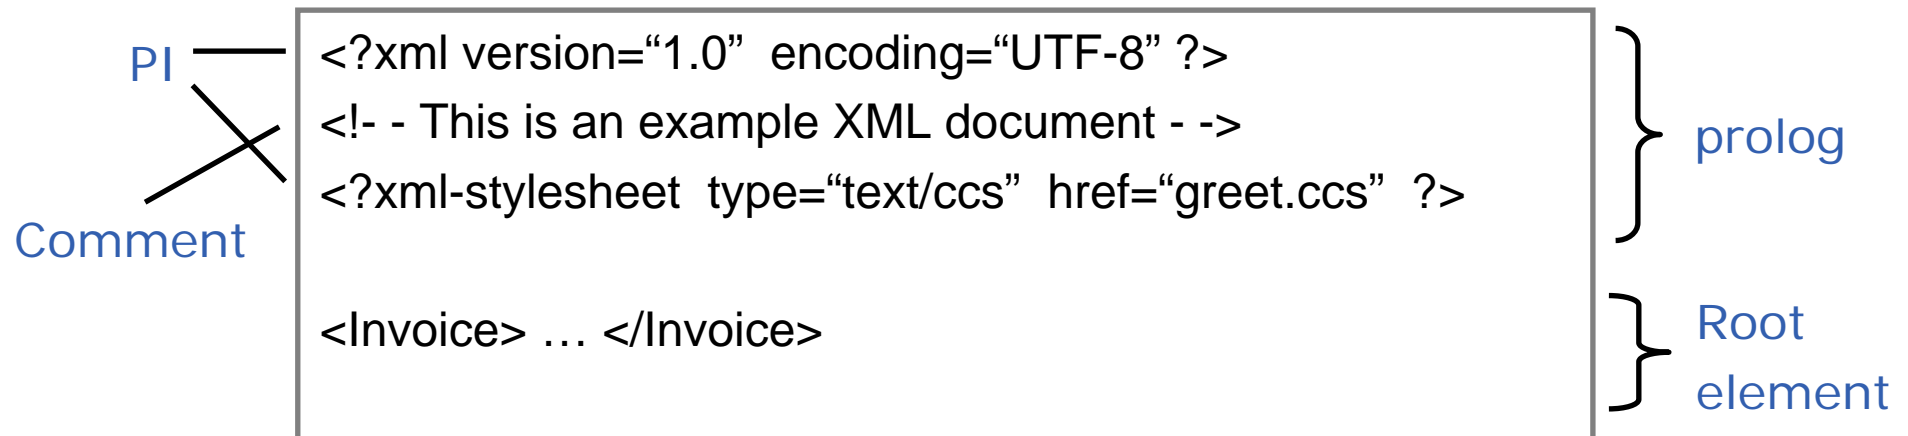 PI
<?xml version=“1.0”  encoding=“UTF-8” ?>
<!- - This is an example XML document - ->
prolog
<?xml-stylesheet  type=“text/ccs”  href=“greet.ccs”  ?>
Comment
<Invoice> … </Invoice>
Root
element